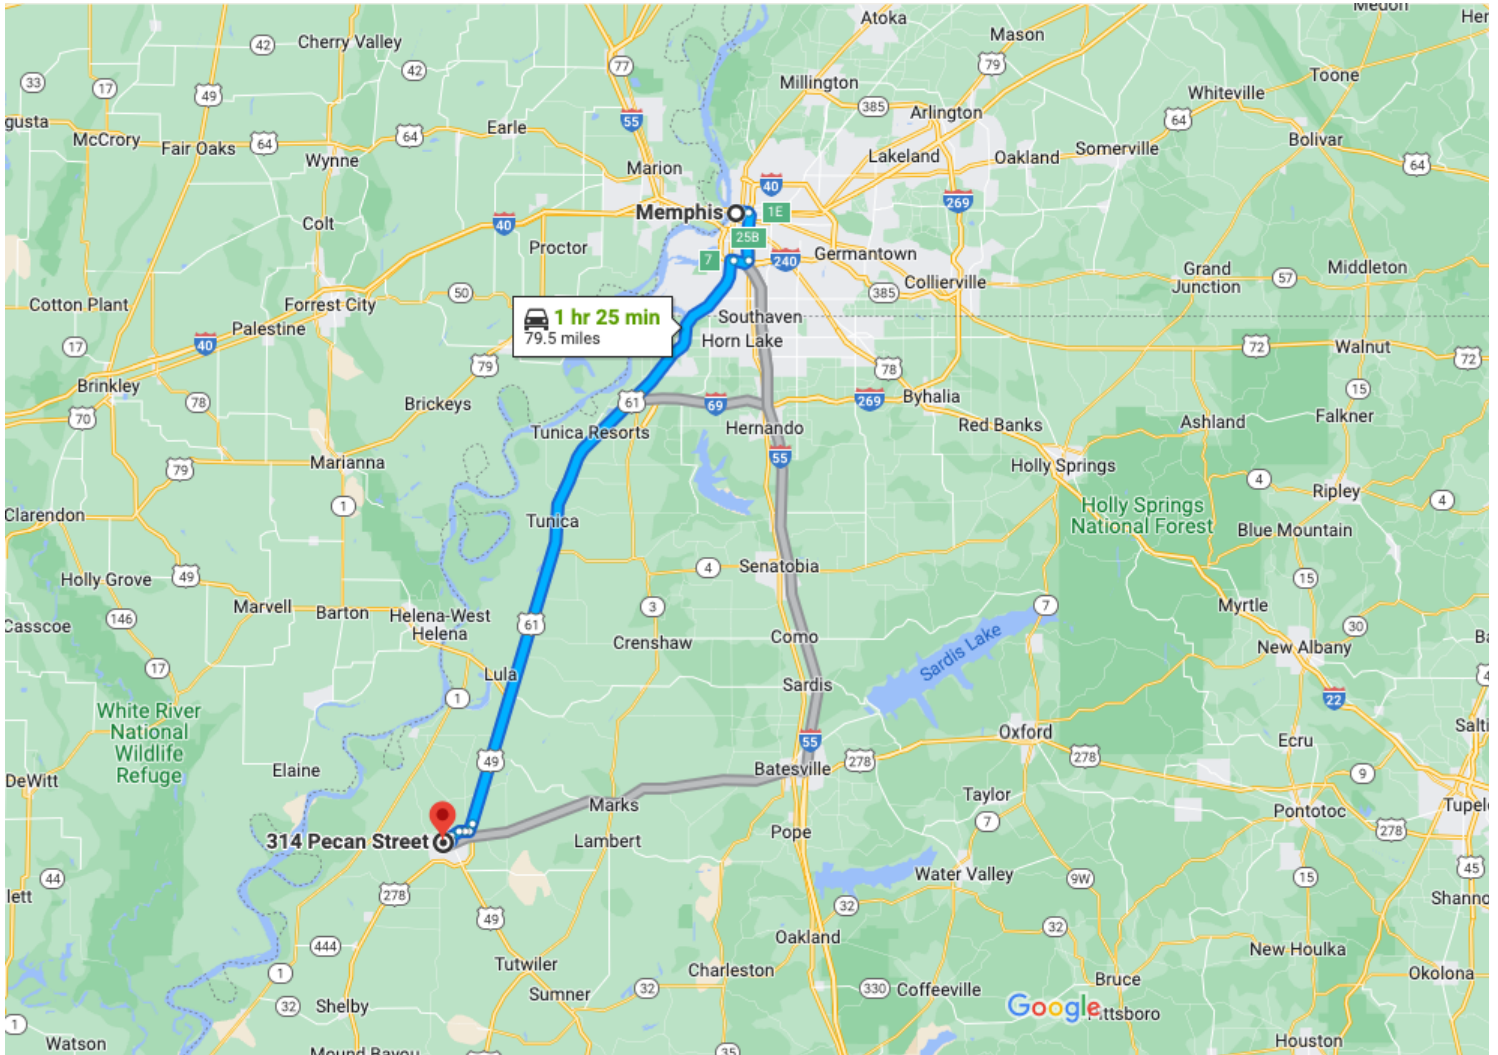 Medon
Her
Atoka
Mason
Cherry Valley
42
42
77
79
Toone
33
17
49
Millington
Whiteville
385
Arlington
gusta
55
64
McCrory
Fair Oaks
64
64
Earle
Bolivar
Wynne
Lakeland
Oakland
Somerville
64
Marion
40
269
Memphis
1E
Colt
40
25B
Proctor
7
240
Germantown
Grand
Junction
57
Middleton
50
385
Collierville
Cotton Plant
Forrest City
1 hr 25 min
79.5 miles
Southaven
Palestine
Horn Lake
17
40
72
Walnut
72
79
78
Brinkley
15
70
78
Brickeys
61
69
269
Byhalia
Falkner
Ashland
Tunica Resorts
Hernando
Red Banks
55
Marianna
79
Holly Springs
4
Ripley
4
1
Holly Springs
National Forest
Clarendon
Tunica
Blue Mountain
4
Senatobia
Holly Grove
49
15
Marvell
Barton
Helena-West
Helena
3
7
Myrtle
146
61
30
Casscoe
Crenshaw
Como
Sardis Lake
New Albany
Ba
17
Lula
Sardis
4
1
22
White River
National
Wildlife
Refuge
Oxford
Salti
55
Ecru
49
278
278
Elaine
Batesville
9
DeWitt
Taylor
Marks
Pontotoc
Tupel
7
278
314 Pecan Street
Lambert
Pope
44
Water Valley
9W
15
45
lett
278
32
Shanno
49
32
444
Oakland
New Houlka
Tutwiler
Charleston
1
Okolona
Bruce
32
Shelby
Sumner
32
330
Coffeeville
Google
ttsboro
1
Watson
Mound Bayou
35
Houston